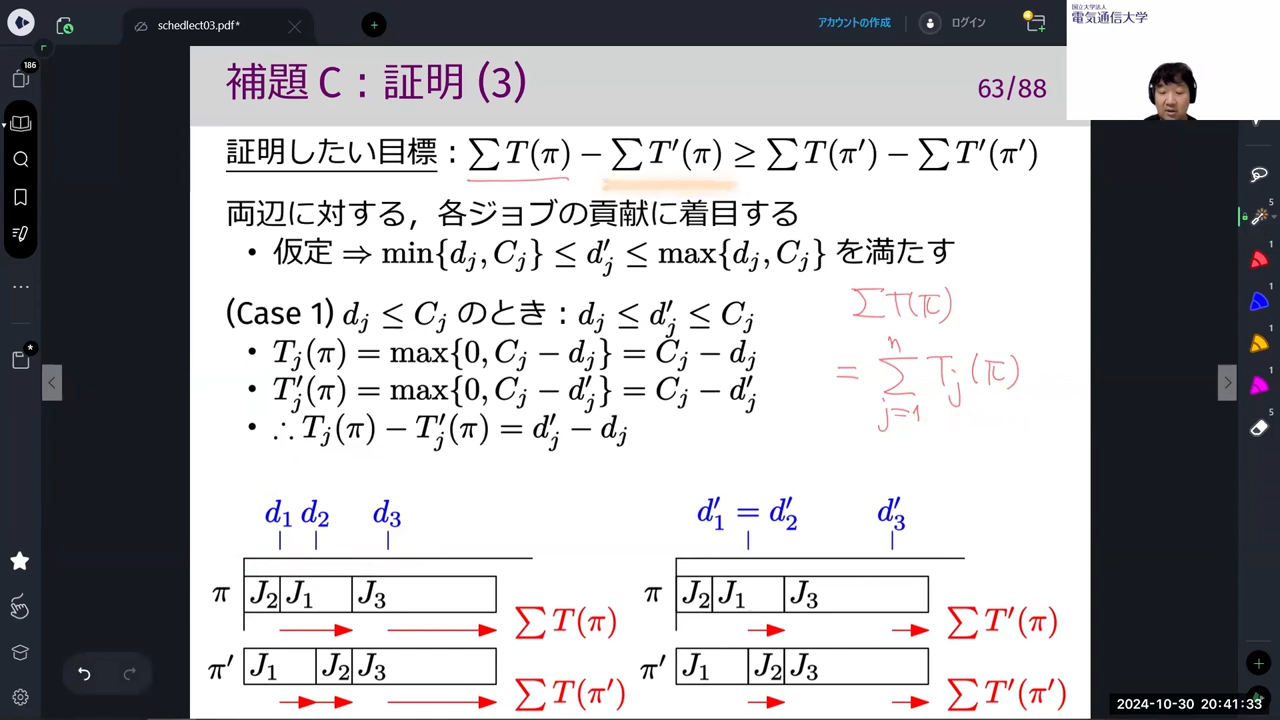 schedlect03.pdf*
アカウントの作成
ログイン
国立大学法人
電気通信大学
186
補題 C：証明 (3)
63/88
証明したい目標：∑T(π) − ∑T′(π) ≥ ∑T(π′) − ∑T′(π′)
両辺に対する，各ジョブの貢献に着目する
• 仮定 ⇒ min{d_j, C_j} ≤ d′_j ≤ max{d_j, C_j} を満たす
(Case 1) d_j ≤ C_j のとき：d_j ≤ d′_j ≤ C_j
• T_j(π) = max{0, C_j − d_j} = C_j − d_j
• T′_j(π) = max{0, C_j − d′_j} = C_j − d′_j
• ∴ T_j(π) − T′_j(π) = d′_j − d_j
∑T(π)
= ∑_{j=1}^{n} T_j(π)
d_1 d_2 d_3
π J_2 J_1 J_3
∑T(π)
π′ J_1 J_2 J_3
∑T(π′)
d′_1 = d′_2 d′_3
π J_2 J_1 J_3
∑T′(π)
π′ J_1 J_2 J_3
∑T′(π′)
5
1
1
1
1
5
2024-10-30 20:41:33